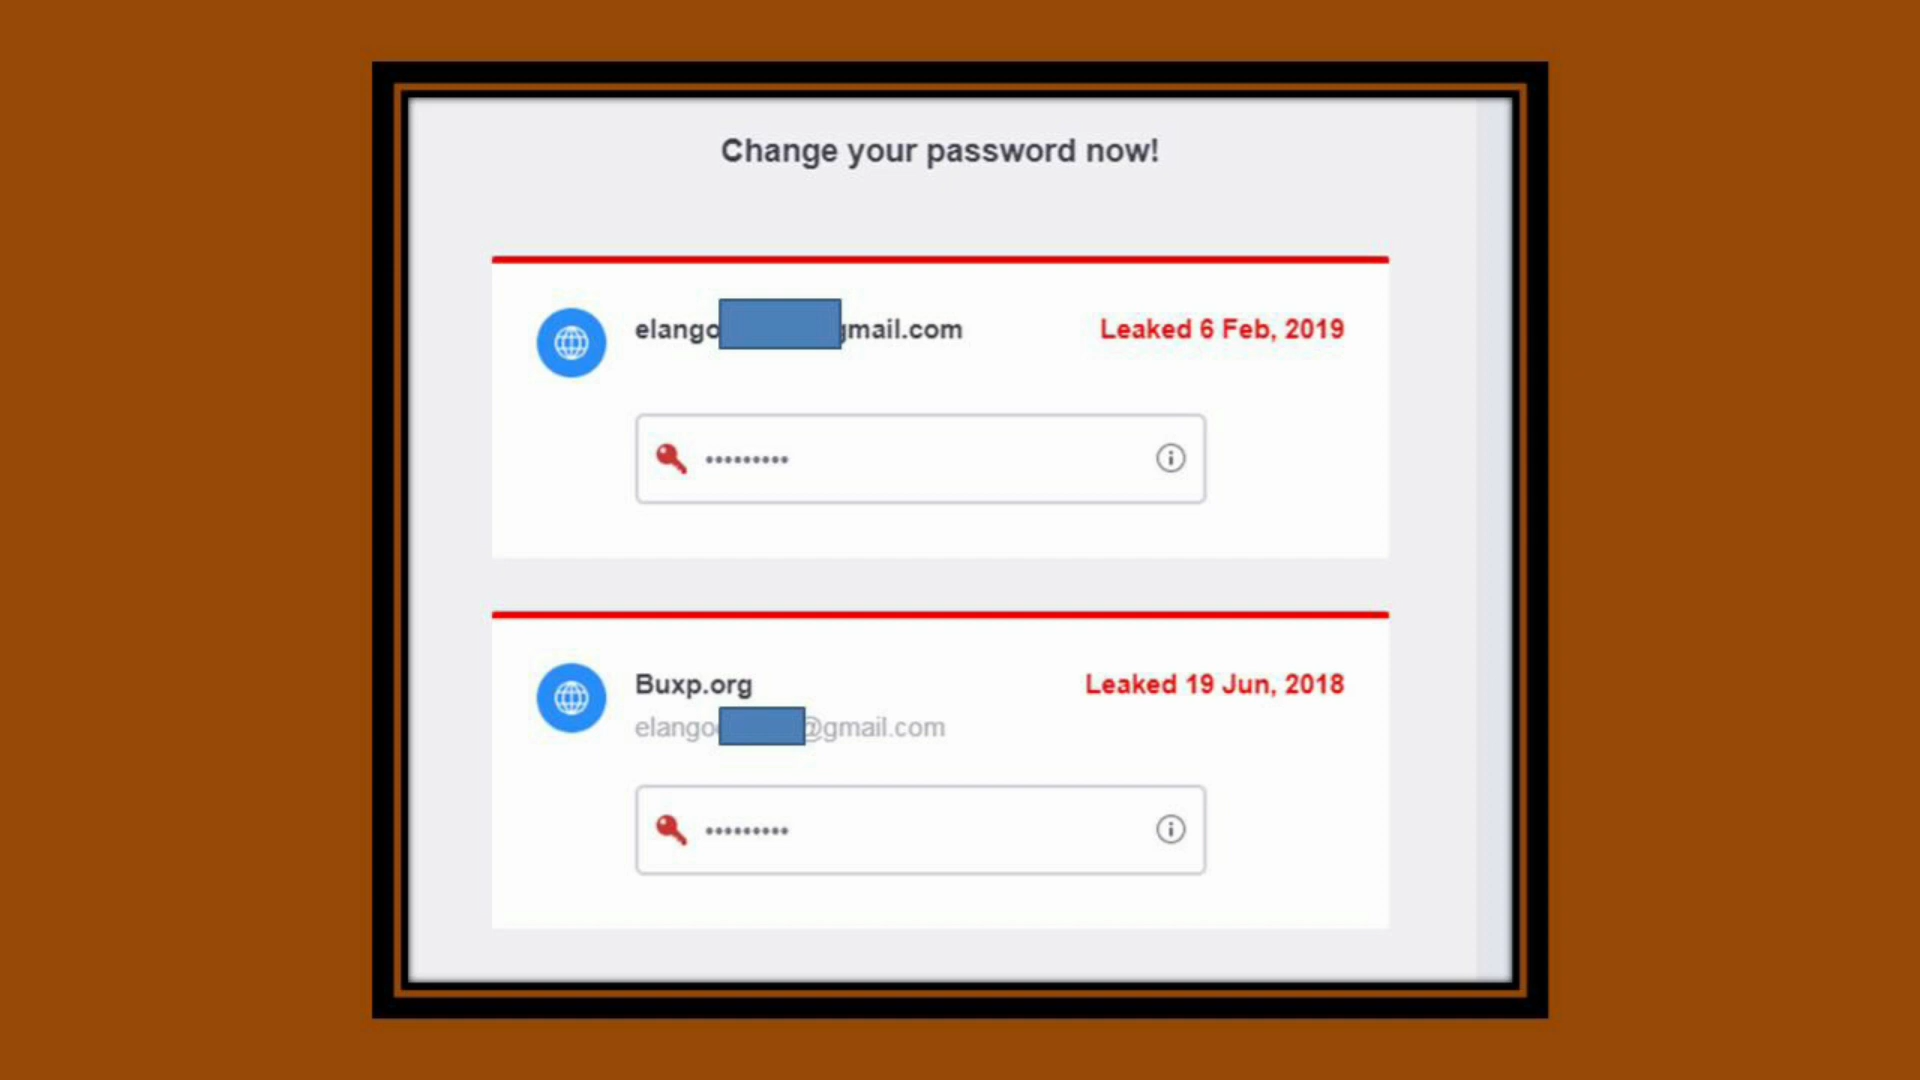 Change your password now!
elango gmail.com
Leaked 6 Feb, 2019
•••••••••
Buxp.org
Leaked 19 Jun, 2018
elango @gmail.com
•••••••••